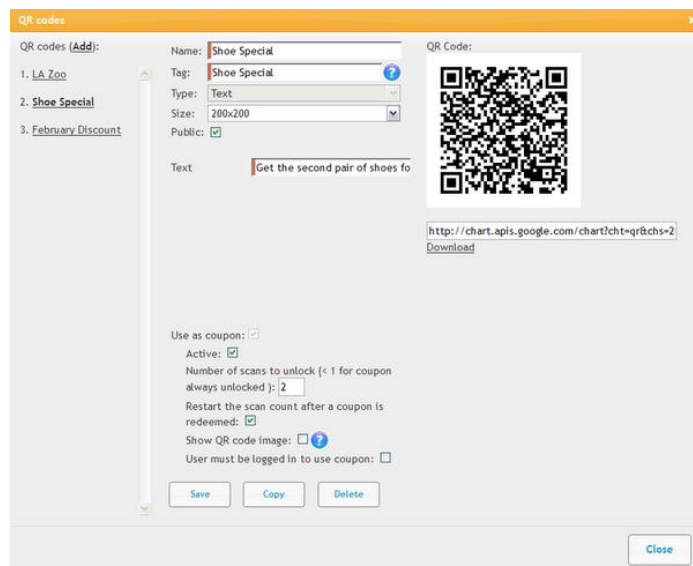 QR codes
QR codes (Add):
1. LA Zoo
2. Shoe Special
3. February Discount
Name: Shoe Special
Tag: Shoe Special ?
Type: Text
Size: 200x200
Public:
Text Get the second pair of shoes fo
Use as coupon:
Active:
Number of scans to unlock (< 1 for coupon
always unlocked ): 2
Restart the scan count after a coupon is
redeemed:
Show QR code image: ?
User must be logged in to use coupon:
Save Copy Delete
QR Code:
http://chart.apis.google.com/chart?cht=qr&chs=2
Download
Close